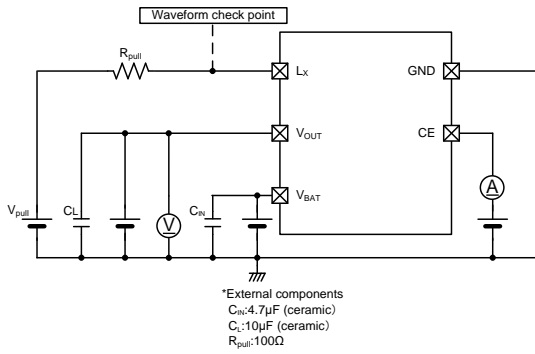 Waveform check point
Rpull
LX
GND
VOUT
CE
VBAT
Vpull
CL
V
CIN
A
*External components
CIN:4.7µF (ceramic)
CL:10µF (ceramic)
Rpull:100Ω